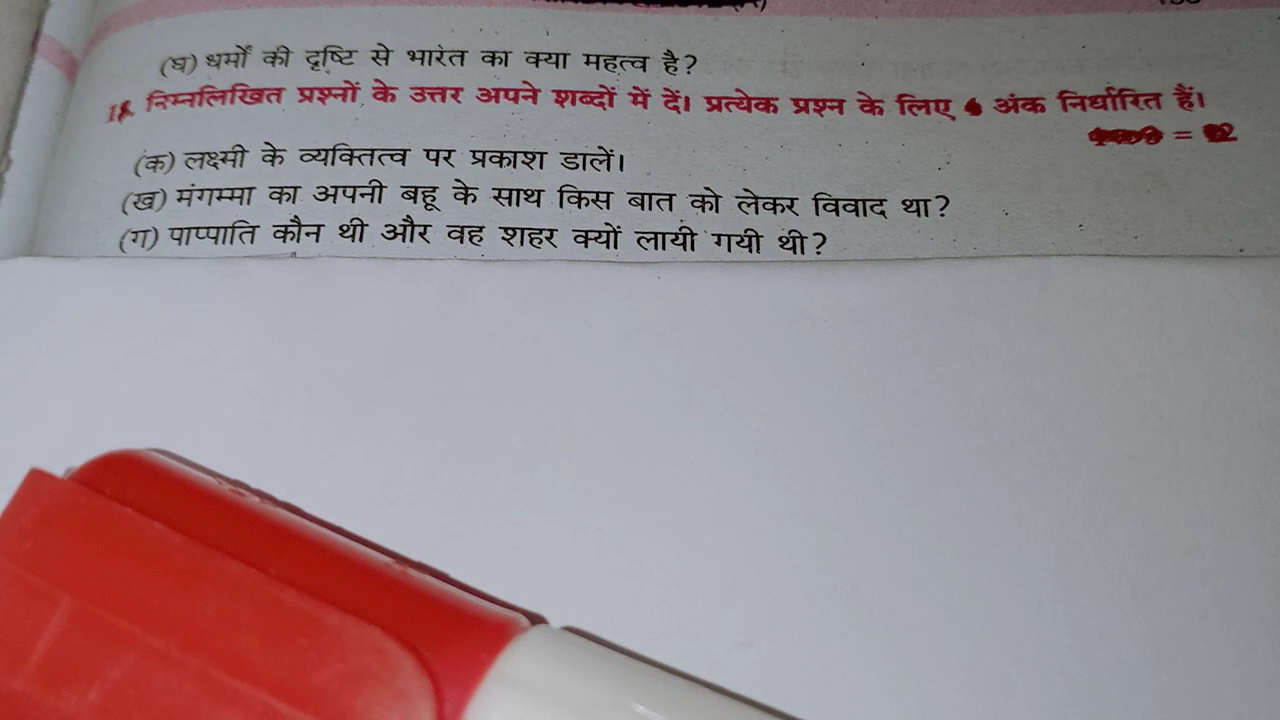 (घ) धर्मों की दृष्टि से भारत का क्या महत्व है?
निम्नलिखित प्रश्नों के उत्तर अपने शब्दों में दें। प्रत्येक प्रश्न के लिए अंक निर्धारित हैं।
=
(क) लक्ष्मी के व्यक्तित्व पर प्रकाश डालें।
(ख) मंगम्मा का अपनी बहू के साथ किस बात को लेकर विवाद था?
(ग) पाप्पाति कौन थी और वह शहर क्यों लायी गयी थी?